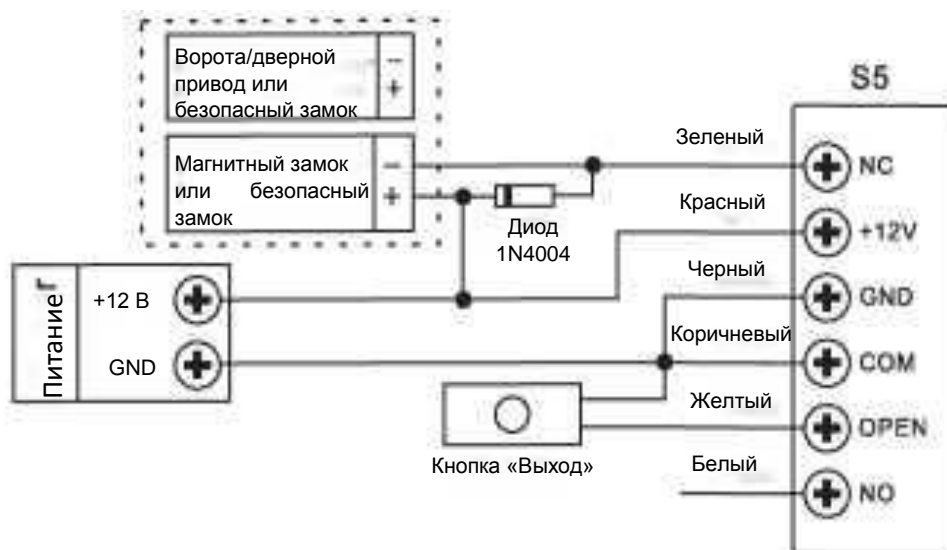 Ворота/дверной
привод или
безопасный замок
−
+
S5
Магнитный замок
или безопасный
замок
−
+
Зеленый
NC
Диод
1N4004
Красный
+12V
Питание
+12 В
Черный
GND
GND
Коричневый
COM
Желтый
OPEN
Кнопка «Выход»
Белый
NO